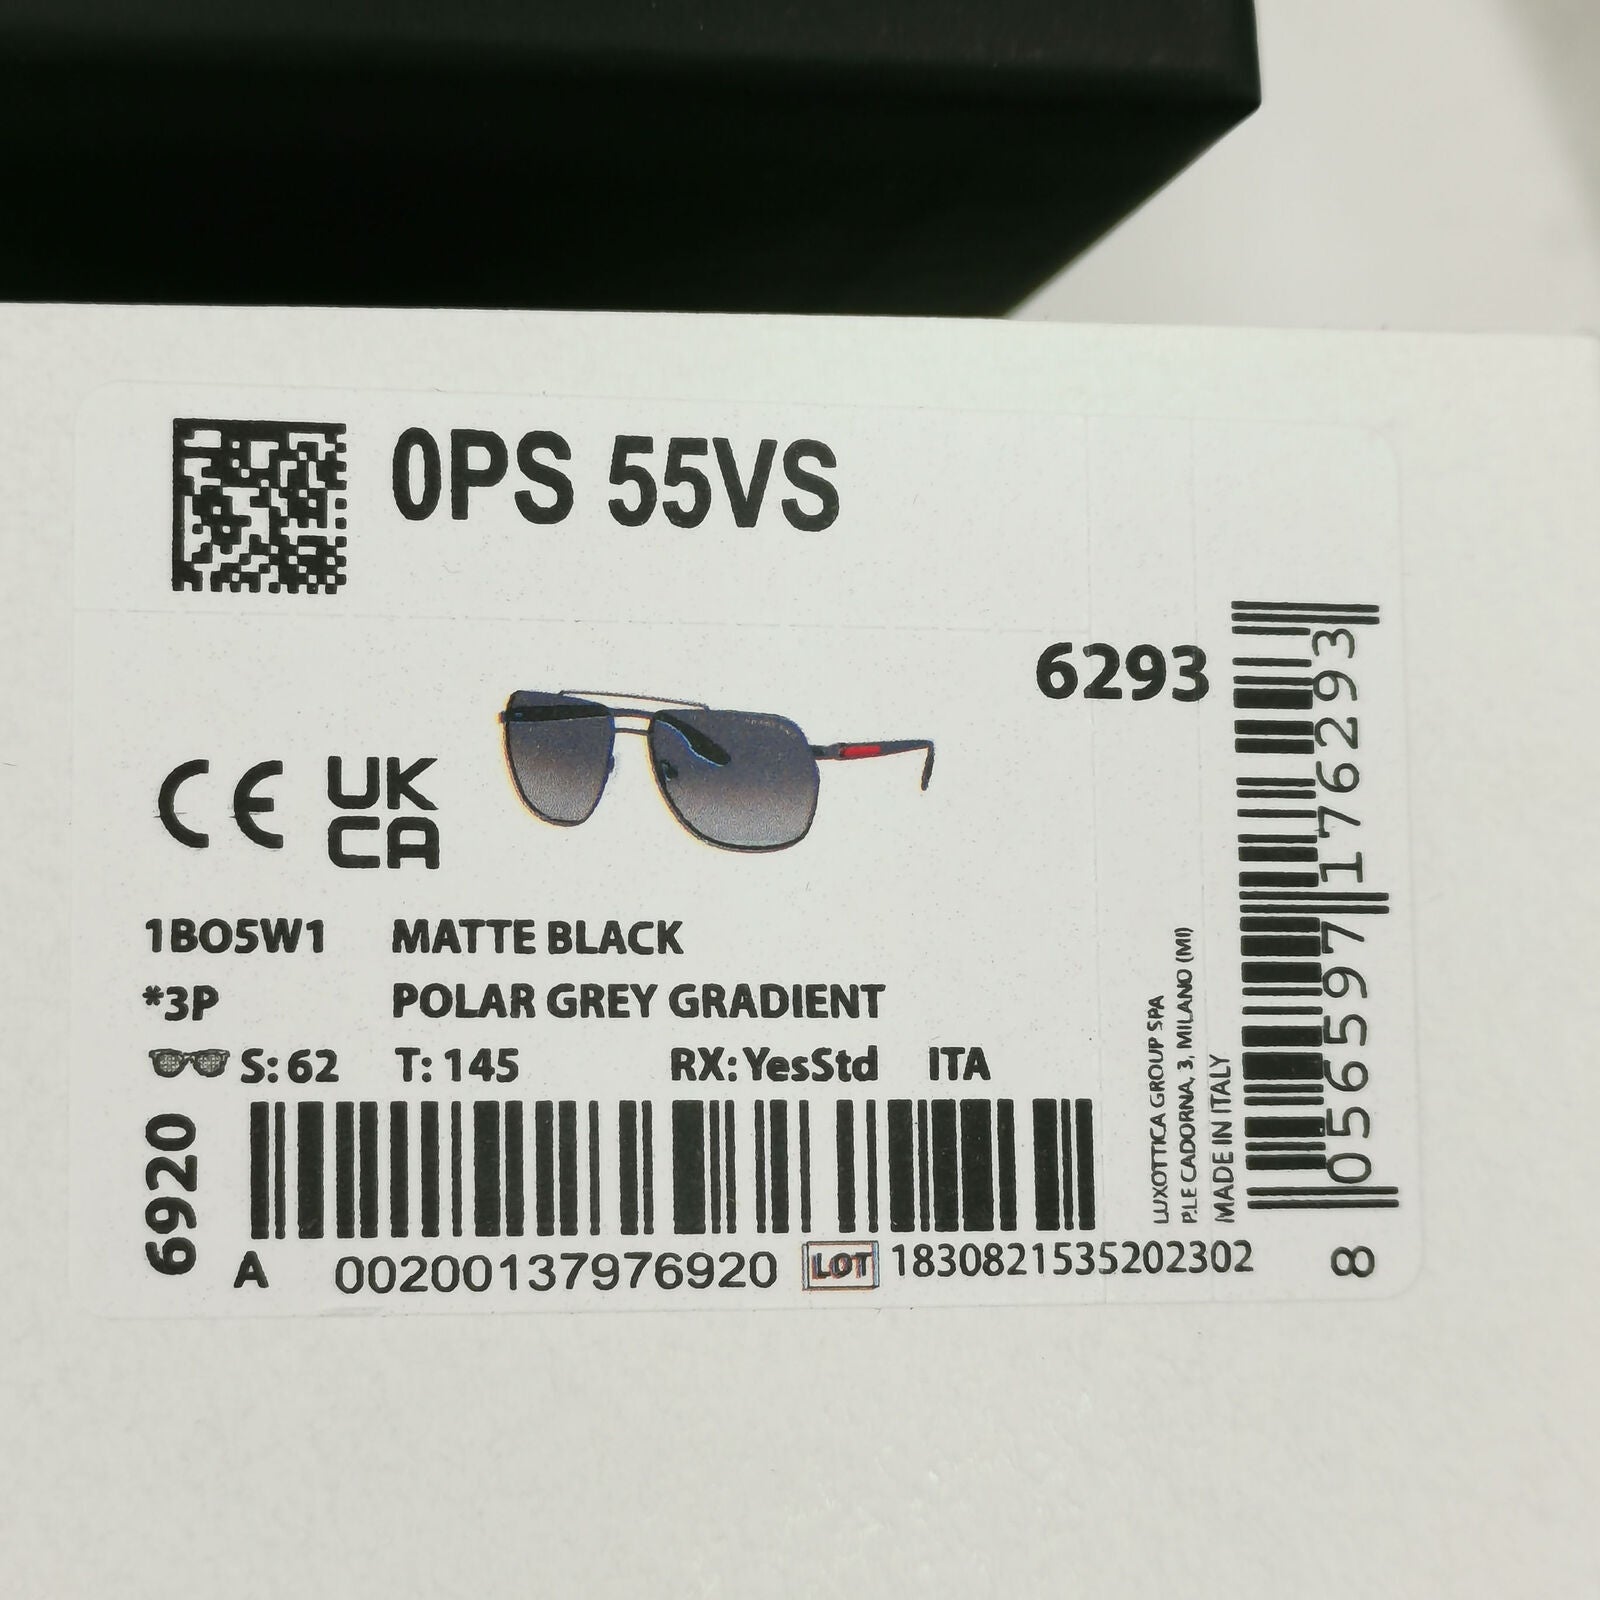 0PS 55VS
6293
CE UK
CA
1BO5W1 MATTE BLACK
*3P POLAR GREY GRADIENT
S: 62 T: 145 RX: YesStd ITA
6920
A 00200137976920 LOT 1830821535202302
LUXOTTICA GROUP SPA
P.LE CADORNA, 3, MILANO (MI)
MADE IN ITALY
8 056597 176293